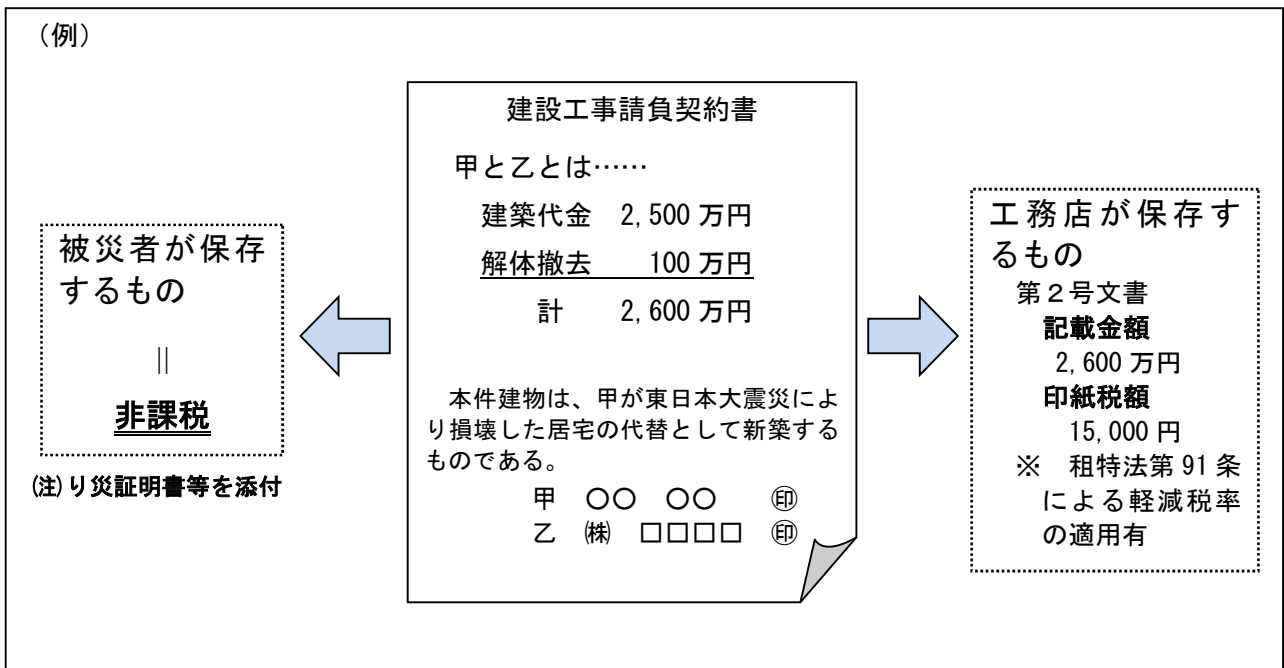 （例）
建設工事請負契約書
甲と乙とは……
建築代金 2,500 万円
解体撤去 100 万円
計 2,600 万円
本件建物は、甲が東日本大震災によ
り損壊した居宅の代替として新築する
ものである。
甲 〇〇 〇〇 ㊞
乙 ㈱ □□□□ ㊞
被災者が保存
するもの
||
非課税
(注)り災証明書等を添付
工務店が保存す
るもの
第２号文書
記載金額
2,600 万円
印紙税額
15,000 円
※ 租特法第 91 条
による軽減税率
の適用有